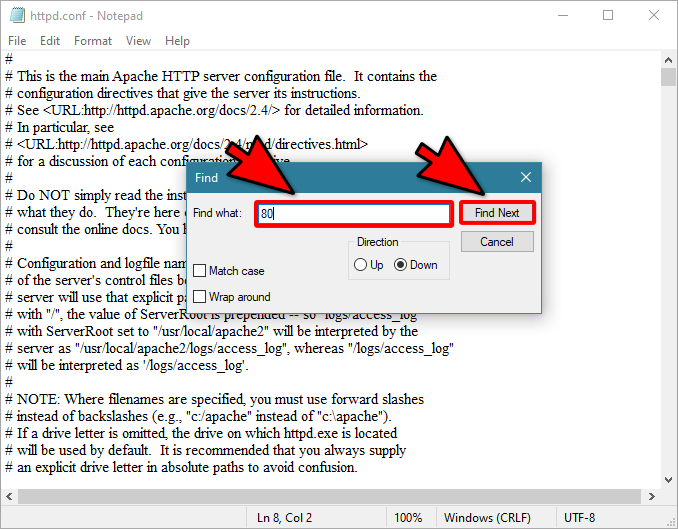 httpd.conf - Notepad
File Edit Format View Help
#
# This is the main Apache HTTP server configuration file.  It contains the
# configuration directives that give the server its instructions.
# See <URL:http://httpd.apache.org/docs/2.4/> for detailed information.
# In particular, see
# <URL:http://httpd.apache.org/docs/2.4/mod/directives.html>
# for a discussion of each configuration directive.
#
# Do NOT simply read the inst
# what they do.  They're here
# consult the online docs. You
#
# Configuration and logfile nam
# of the server's control files be
# server will use that explicit pa
# with "/", the value of ServerRoot is prepended -- so "logs/access_log"
# with ServerRoot set to "/usr/local/apache2" will be interpreted by the
# server as "/usr/local/apache2/logs/access_log", whereas "/logs/access_log"
# will be interpreted as '/logs/access_log'.
#
# NOTE: Where filenames are specified, you must use forward slashes
# instead of backslashes (e.g., "c:/apache" instead of "c:\apache").
# If a drive letter is omitted, the drive on which httpd.exe is located
# will be used by default.  It is recommended that you always supply
# an explicit drive letter in absolute paths to avoid confusion.
Find
Find what: 80 Find Next
Direction Cancel
Match case Up Down
Wrap around
Ln 8, Col 2 100% Windows (CRLF) UTF-8